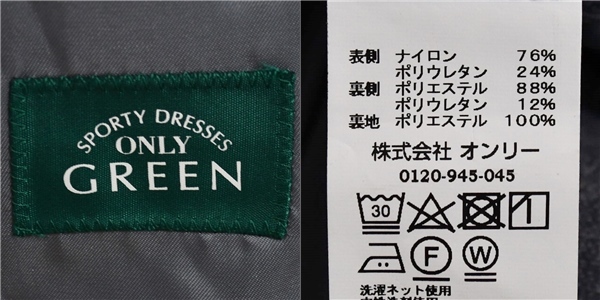 SPORTY DRESSES
ONLY
GREEN
表側 ナイロン 76%
ポリウレタン 24%
裏側 ポリエステル 88%
ポリウレタン 12%
裏地 ポリエステル 100%
株式会社 オンリー
0120-945-045
30
F W
洗濯ネット使用